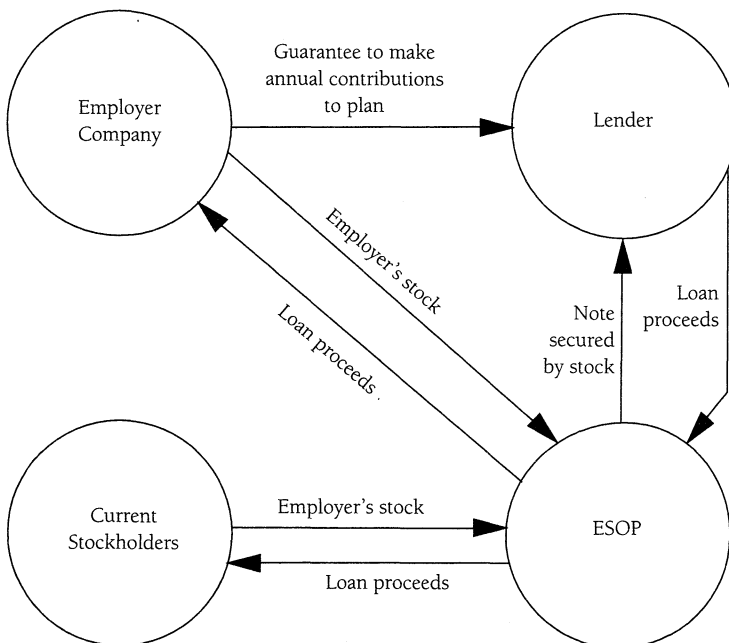 Guarantee to make
annual contributions
to plan
Employer
Company
Lender
Employer's stock
Loan proceeds
Note
secured
by stock
Loan
proceeds
Current
Stockholders
Employer's stock
Loan proceeds
ESOP